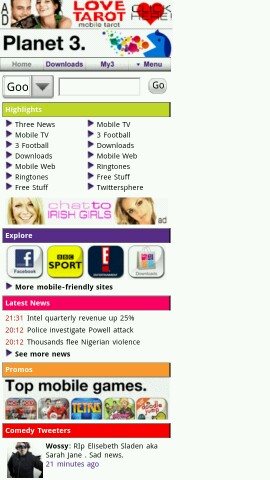 AD
LOVE
TAROT
mobile tarot
CLICK
HERE!
Planet 3.
Home Downloads My3 Menu
Goo Go
Highlights
Three News Mobile TV
Mobile TV 3 Football
3 Football Downloads
Downloads Mobile Web
Mobile Web Ringtones
Ringtones Free Stuff
Free Stuff Twittersphere
chat to
IRISH GIRLS
ad
Explore
Facebook BBC SPORT E! ENTERTAINMENT Downloads
More mobile-friendly sites
Latest News
21:31 Intel quarterly revenue up 25%
20:12 Police investigate Powell attack
20:12 Thousands flee Nigerian violence
See more news
Promos
Top mobile games.
TETRIS doodle jump
Comedy Tweeters
Wossy: RIp Elisebeth Sladen aka
Sarah Jane . Sad news.
21 minutes ago